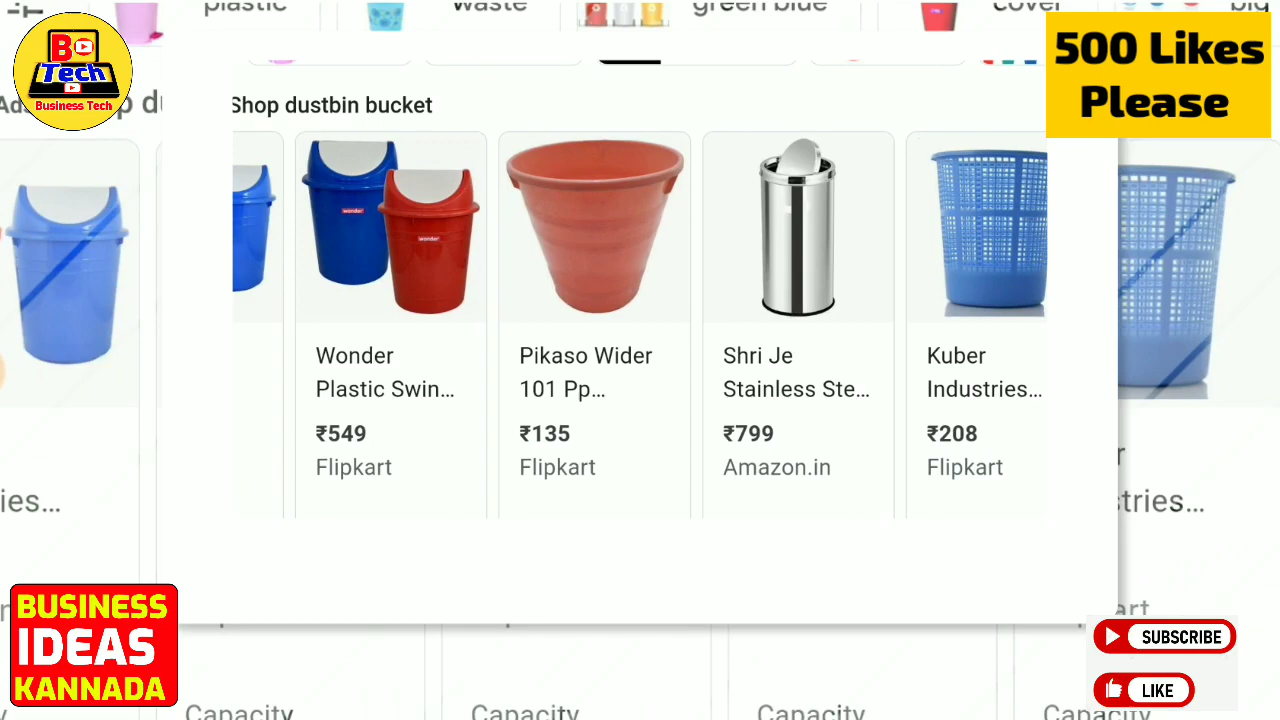 plastic
waste
green blue
cover
big
B
Tech
Business Tech
500 Likes
Please
Shop dustbin bucket
wonder
wonder
Wonder
Plastic Swin...
₹549
Flipkart
Pikaso Wider
101 Pp...
₹135
Flipkart
Shri Je
Stainless Ste...
₹799
Amazon.in
Kuber
Industries...
₹208
Flipkart
ies...
stries...
art
BUSINESS
IDEAS
KANNADA
SUBSCRIBE
LIKE
Capacity
Capacity
Capacity
Capacity